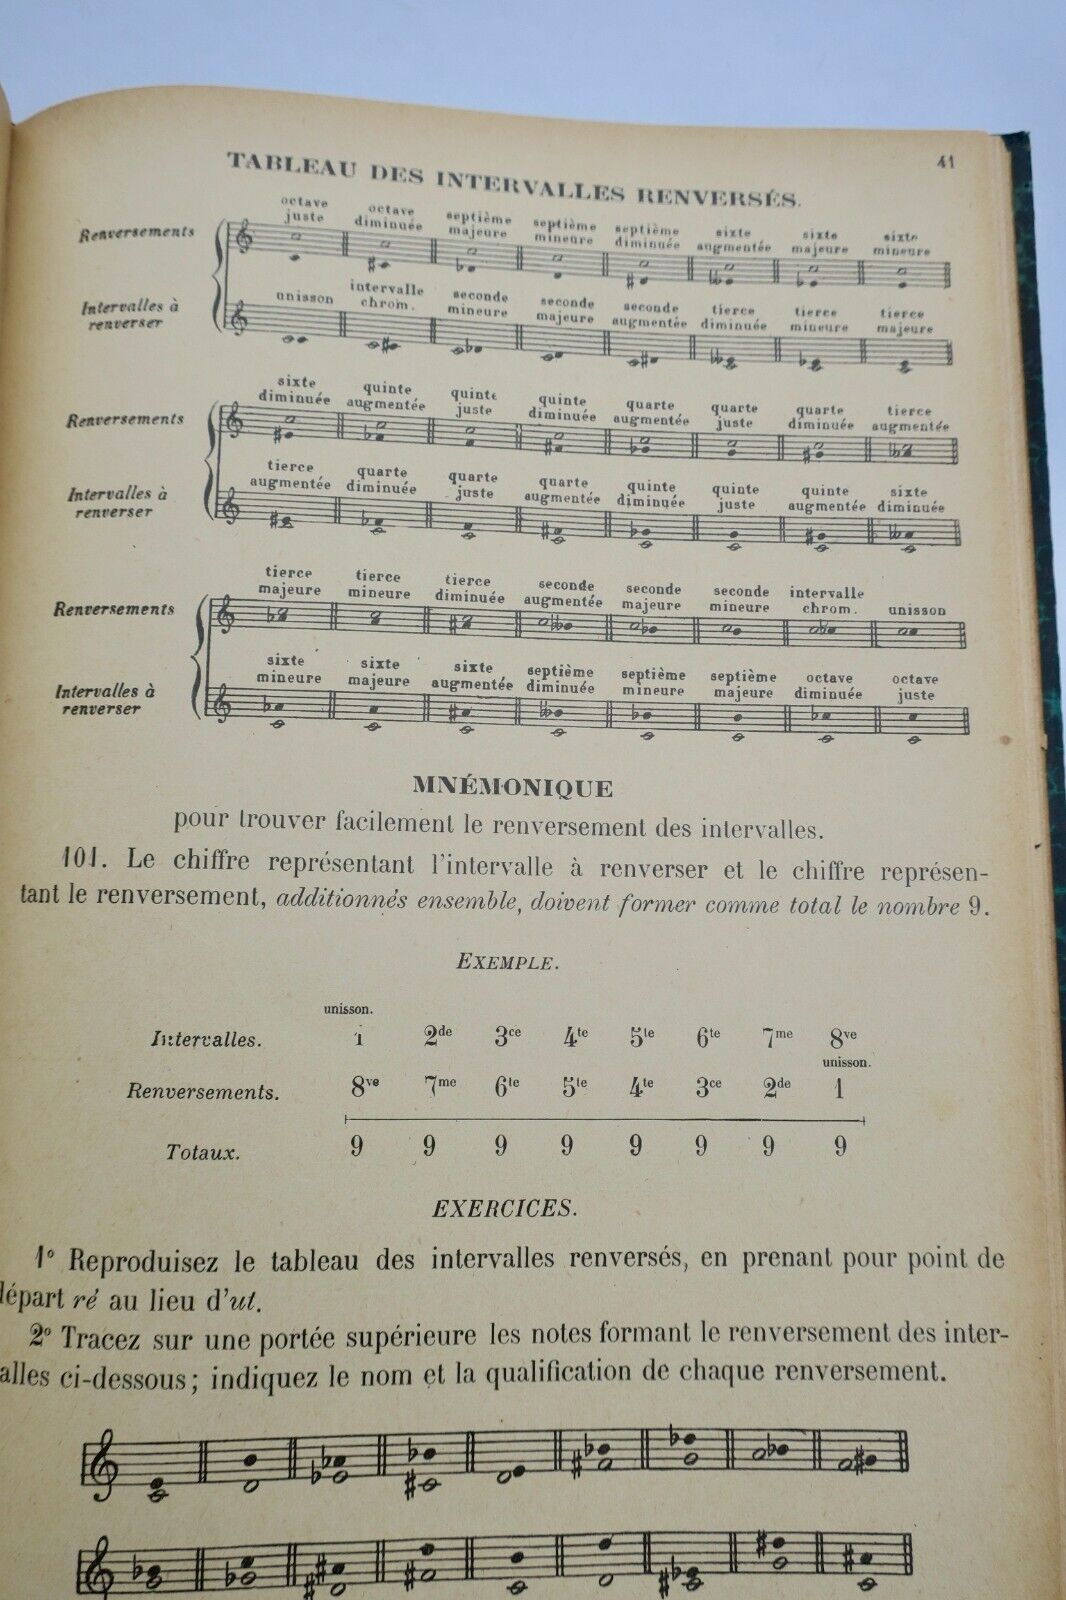 41
TABLEAU DES INTERVALLES RENVERSÉS.
octave octave septième septième septième sixte sixte sixte
juste diminuée majeure mineure diminuée augmentée majeure mineure
Renversements
unisson intervalle seconde seconde seconde tierce tierce tierce
chrom. mineure majeure augmentée diminuée mineure majeure
Intervalles à
renverser
sixte quinte quinte quinte quarte quarte quarte tierce
diminuée augmentée juste diminuée augmentée juste diminuée augmentée
Renversements
tierce quarte quarte quarte quinte quinte quinte sixte
augmentée diminuée juste augmentée diminuée juste augmentée diminuée
Intervalles à
renverser
tierce tierce tierce seconde seconde seconde intervalle
majeure mineure diminuée augmentée majeure mineure chrom. unisson
Renversements
sixte sixte sixte septième septième septième octave octave
mineure majeure augmentée diminuée mineure majeure diminuée juste
Intervalles à
renverser
MNÉMONIQUE
pour trouver facilement le renversement des intervalles.
101. Le chiffre représentant l'intervalle à renverser et le chiffre représen-
tant le renversement, additionnés ensemble, doivent former comme total le nombre 9.
EXEMPLE.
unisson.
Intervalles. 1 2de 3ce 4te 5te 6te 7me 8ve
unisson.
Renversements. 8ve 7me 6te 5te 4te 3ce 2de 1
Totaux. 9 9 9 9 9 9 9 9
EXERCICES.
1° Reproduisez le tableau des intervalles renversés, en prenant pour point de
départ ré au lieu d'ut.
2° Tracez sur une portée supérieure les notes formant le renversement des inter-
alles ci-dessous; indiquez le nom et la qualification de chaque renversement.